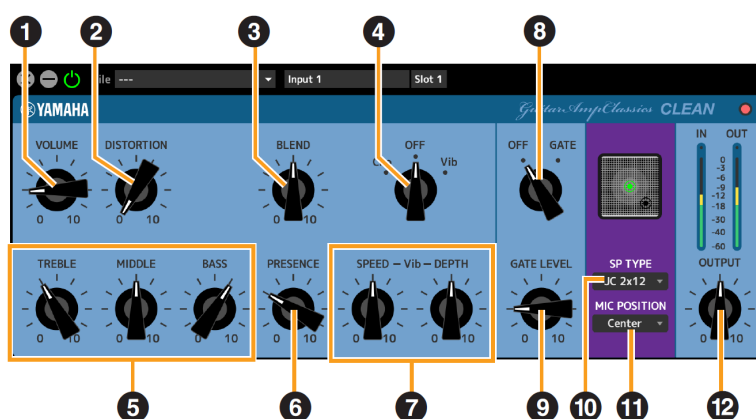 1 2 3 4 8
File --- Input 1 Slot 1
YAMAHA GuitarAmpClassics CLEAN
VOLUME DISTORTION BLEND OFF OFF GATE IN OUT
Vib
0 10 0 10 0 10 0 10
0
-3
-6
-9
-12
-18
-30
-40
-60
TREBLE MIDDLE BASS PRESENCE SPEED – Vib – DEPTH GATE LEVEL SP TYPE OUTPUT
JC 2x12
MIC POSITION
Center
0 10 0 10 0 10 0 10 0 10 0 10 0 10 0 10
5 6 7 9 10 11 12